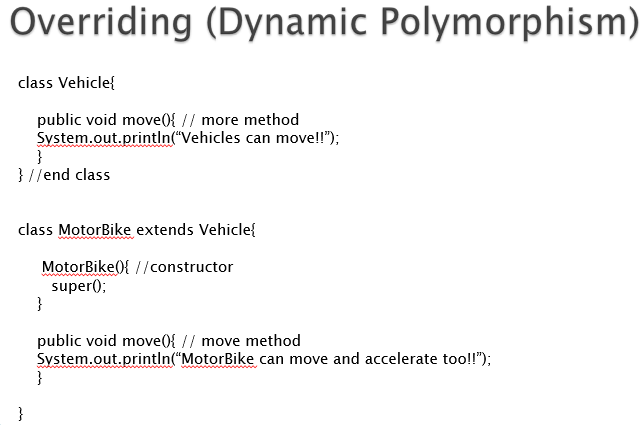 Overriding (Dynamic Polymorphism)
class Vehicle{
public void move(){ // more method
System.out.println(“Vehicles can move!!”);
}
} //end class
class MotorBike extends Vehicle{
MotorBike(){ //constructor
super();
}
public void move(){ // move method
System.out.println(“MotorBike can move and accelerate too!!”);
}
}